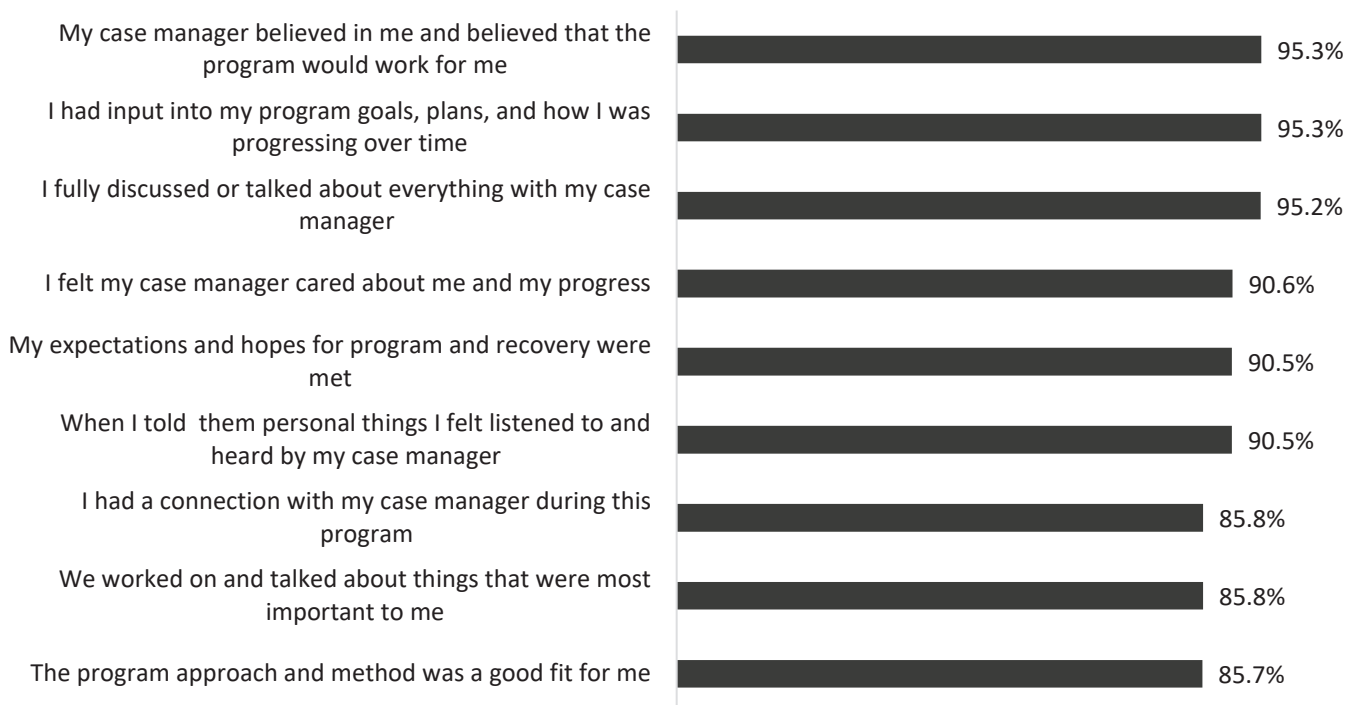 My case manager believed in me and believed that the
program would work for me
95.3%
I had input into my program goals, plans, and how I was
progressing over time
95.3%
I fully discussed or talked about everything with my case
manager
95.2%
I felt my case manager cared about me and my progress
90.6%
My expectations and hopes for program and recovery were
met
90.5%
When I told  them personal things I felt listened to and
heard by my case manager
90.5%
I had a connection with my case manager during this
program
85.8%
We worked on and talked about things that were most
important to me
85.8%
The program approach and method was a good fit for me
85.7%